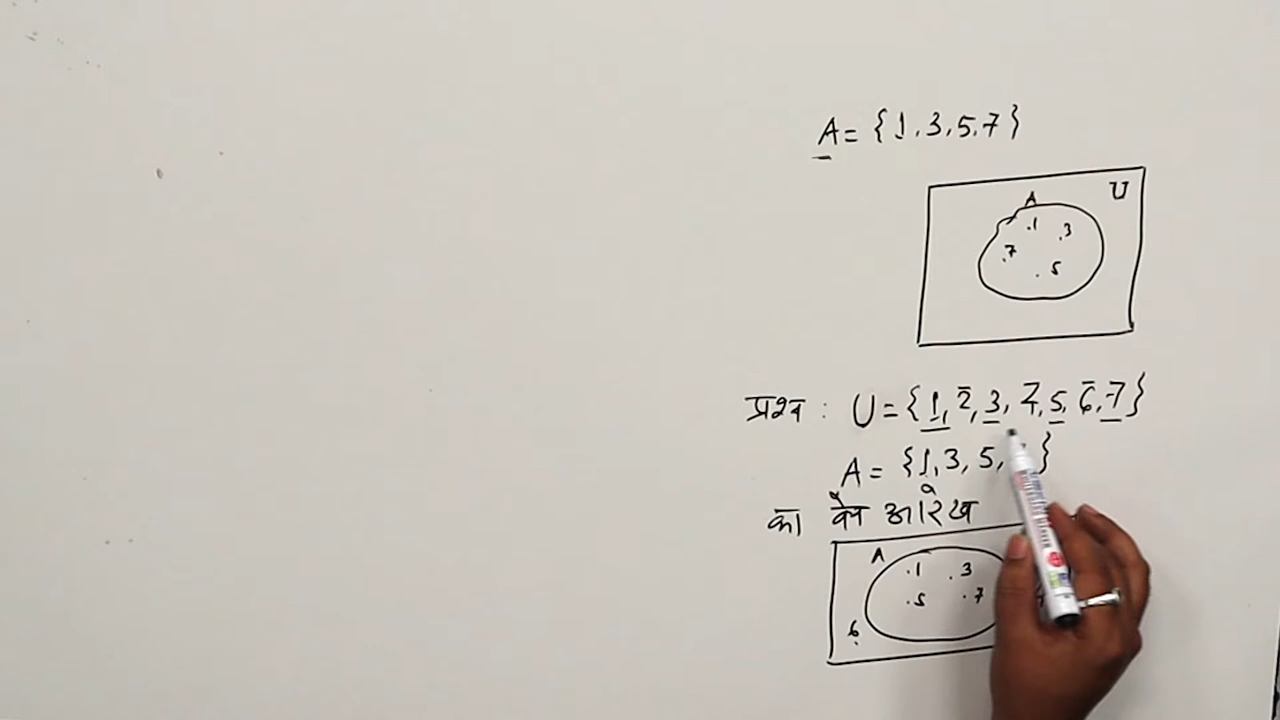 A = {1, 3, 5, 7}
U
A
.1 .3
.7
.5
प्रश्न : U = {1, 2, 3, 4, 5, 6, 7}
A = {1, 3, 5, }
का वेन आरेख
A .1 .3
.5 .7
6.